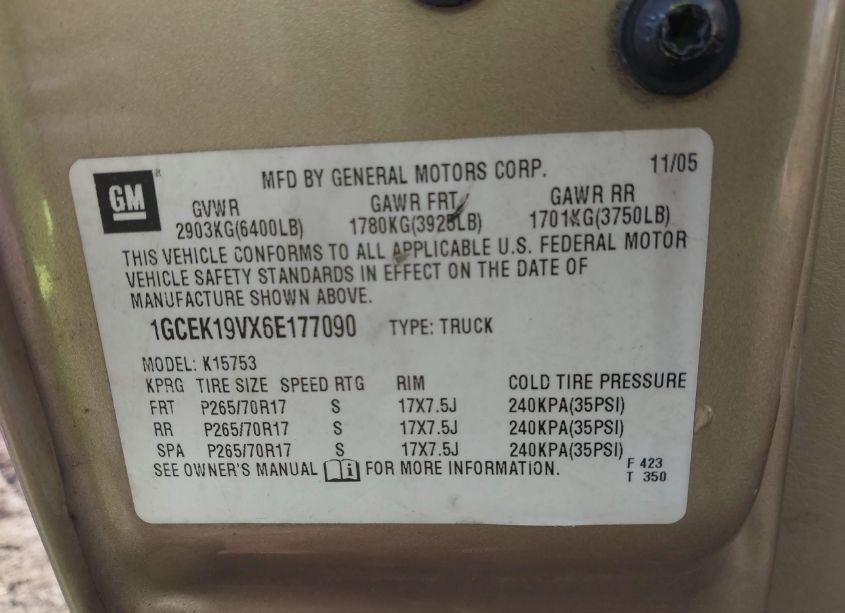 GM
MFD BY GENERAL MOTORS CORP. 11/05
GVWR GAWR FRT GAWR RR
2903KG(6400LB) 1780KG(3925LB) 1701KG(3750LB)
THIS VEHICLE CONFORMS TO ALL APPLICABLE U.S. FEDERAL MOTOR
VEHICLE SAFETY STANDARDS IN EFFECT ON THE DATE OF
MANUFACTURE SHOWN ABOVE.
1GCEK19VX6E177090 TYPE: TRUCK
MODEL: K15753
KPRG TIRE SIZE SPEED RTG RIM COLD TIRE PRESSURE
FRT P265/70R17 S 17X7.5J 240KPA(35PSI)
RR P265/70R17 S 17X7.5J 240KPA(35PSI)
SPA P265/70R17 S 17X7.5J 240KPA(35PSI)
SEE OWNER'S MANUAL FOR MORE INFORMATION.
F 423
T 350